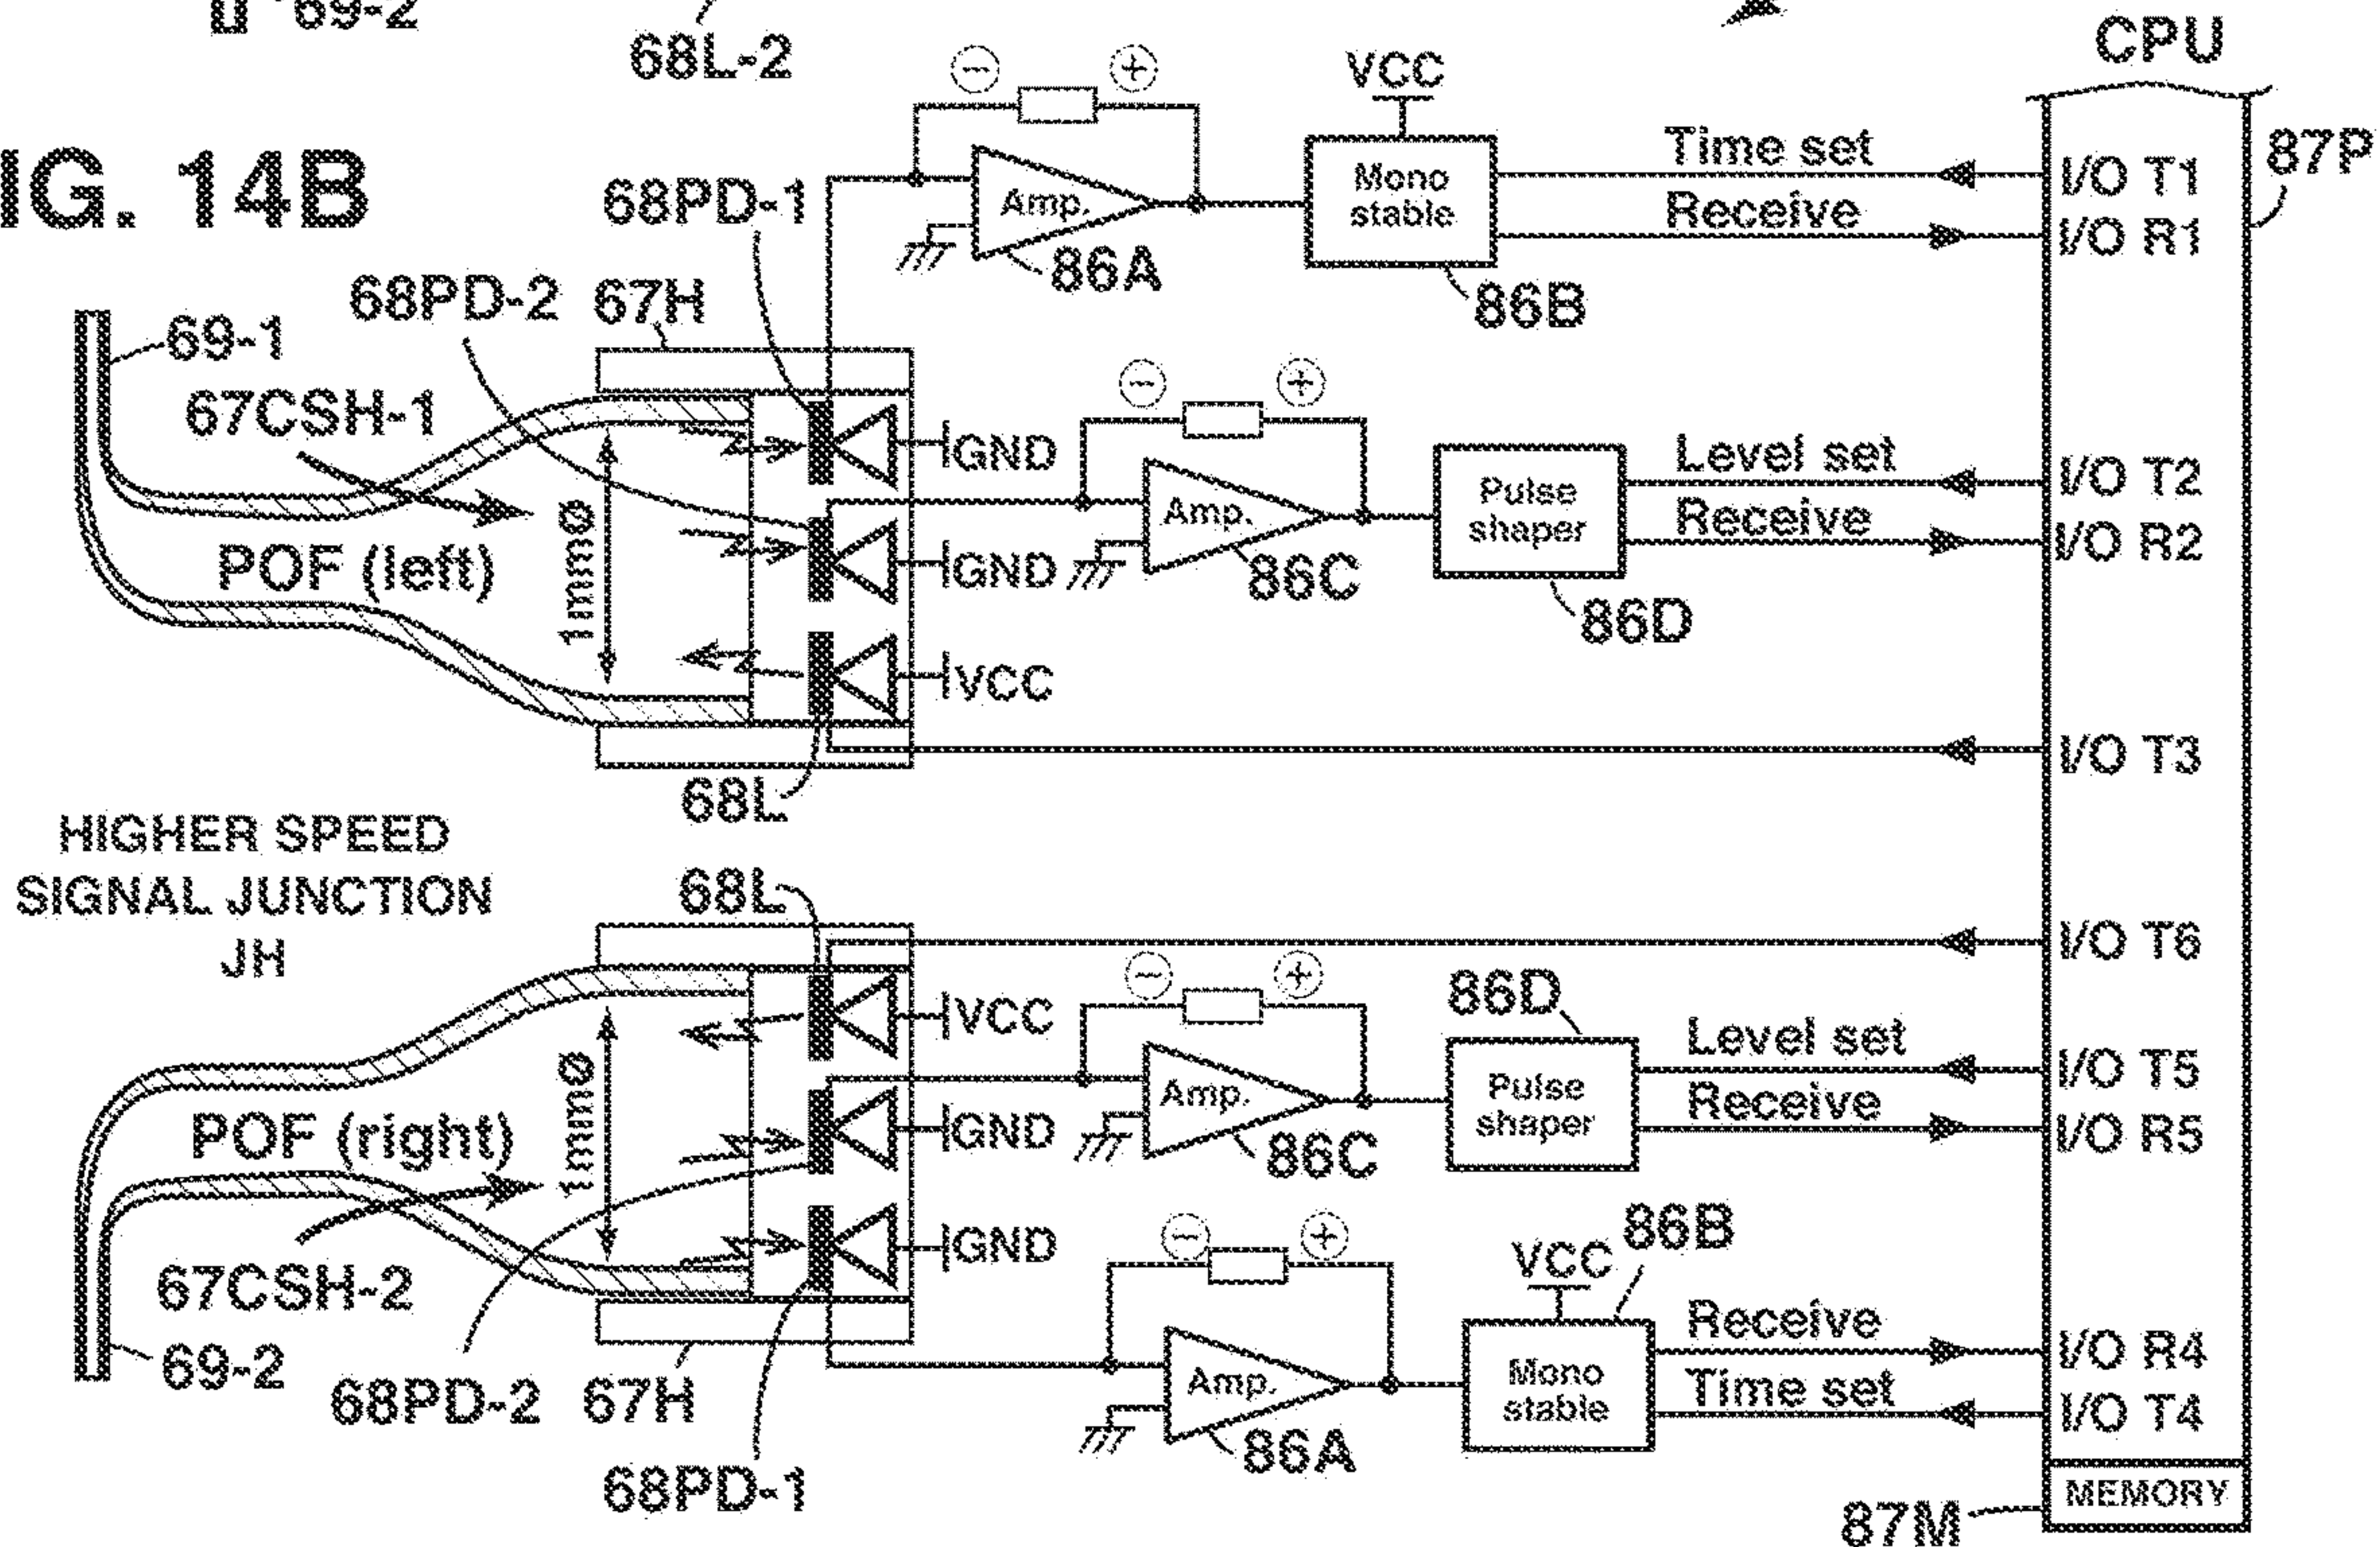 69-2
68L-2
CPU
IG. 14B
VCC
Time set
I/O T1
87P
68PD-1
Amp.
Mono
stable
Receive
I/O R1
86A
86B
68PD-2
67H
69-1
67CSH-1
GND
Level set
I/O T2
POF (left)
1mmØ
GND
Amp.
Pulse
shaper
Receive
I/O R2
86C
86D
VCC
I/O T3
68L
HIGHER SPEED
SIGNAL JUNCTION
JH
68L
I/O T6
VCC
86D
Level set
I/O T5
POF (right)
1mmØ
GND
Amp.
Pulse
shaper
Receive
I/O R5
86C
GND
VCC
86B
67CSH-2
69-2
68PD-2
67H
Amp.
Mono
stable
Receive
I/O R4
Time set
I/O T4
86A
68PD-1
MEMORY
87M